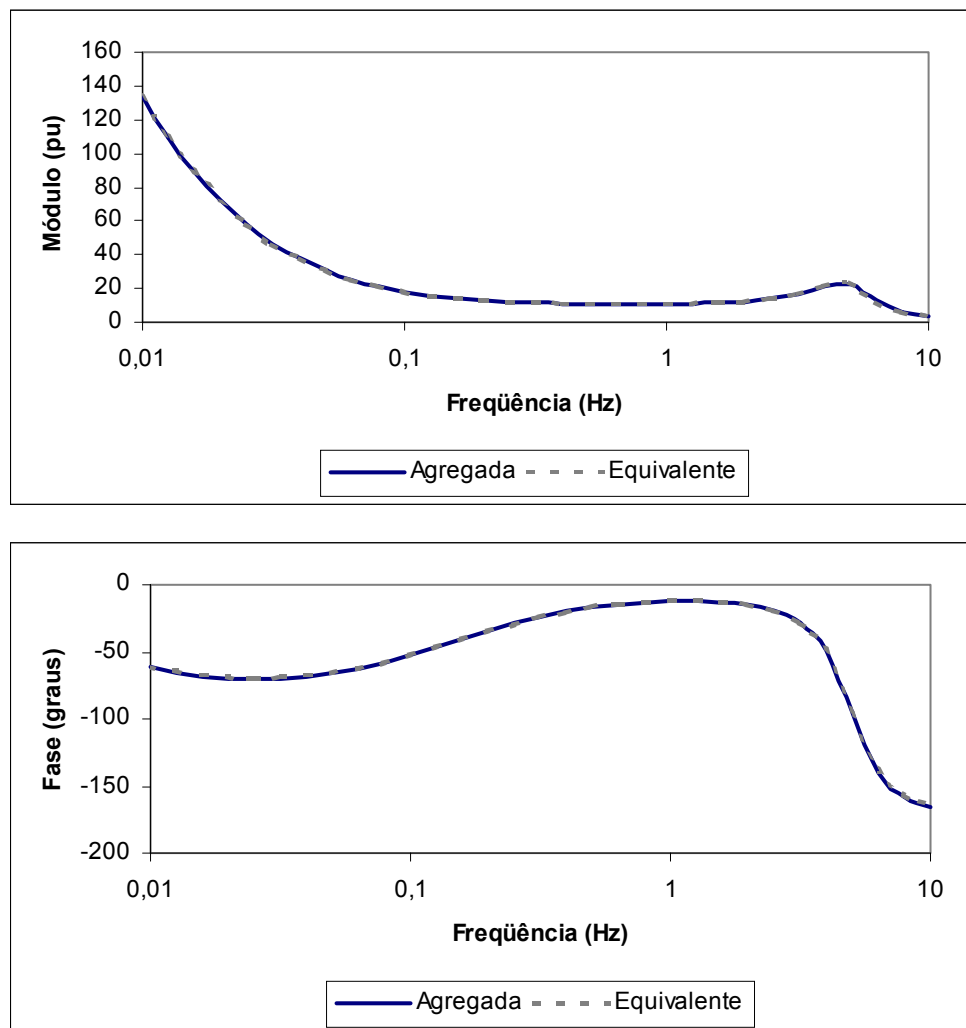 160
140
120
100
80
60
40
20
0
Módulo (pu)
0,01 0,1 1 10
Freqüência (Hz)
Agregada Equivalente
0
-50
-100
-150
-200
Fase (graus)
0,01 0,1 1 10
Freqüência (Hz)
Agregada Equivalente